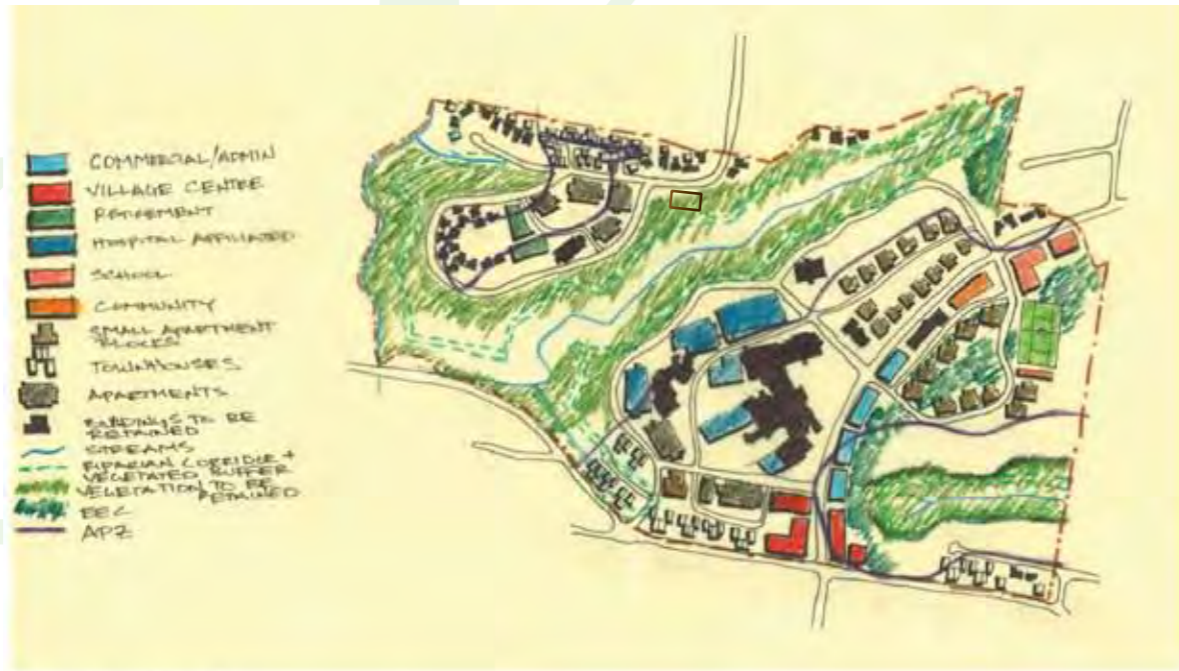 COMMERCIAL/ADMIN
VILLAGE CENTRE
RETIREMENT
HOSPITAL AFFILIATED
SCHOOL
COMMUNITY
SMALL APARTMENT
BLOCKS
TOWNHOUSES
APARTMENTS
BUILDINGS TO BE
RETAINED
STREAMS
RIPARIAN CORRIDOR +
VEGETATED BUFFER
VEGETATION TO BE
RETAINED
EEC
APZ